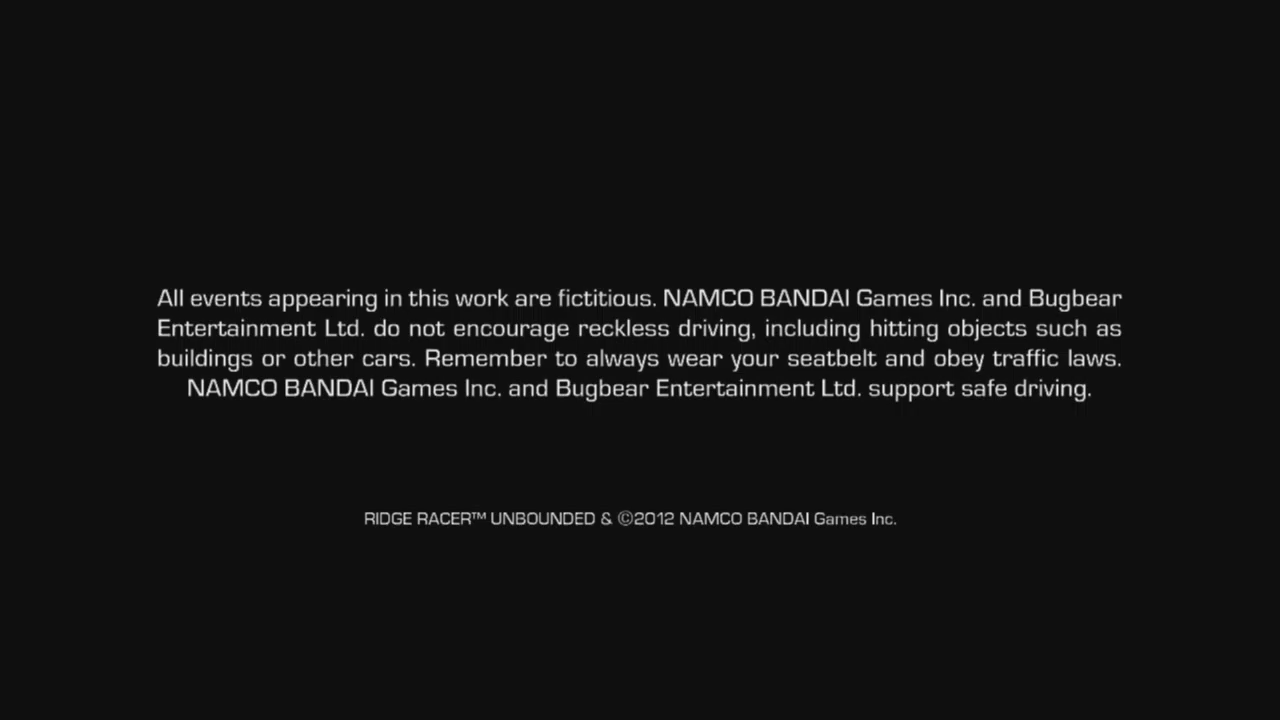 All events appearing in this work are fictitious. NAMCO BANDAI Games Inc. and Bugbear
Entertainment Ltd. do not encourage reckless driving, including hitting objects such as
buildings or other cars. Remember to always wear your seatbelt and obey traffic laws.
NAMCO BANDAI Games Inc. and Bugbear Entertainment Ltd. support safe driving.
RIDGE RACER™ UNBOUNDED & ©2012 NAMCO BANDAI Games Inc.